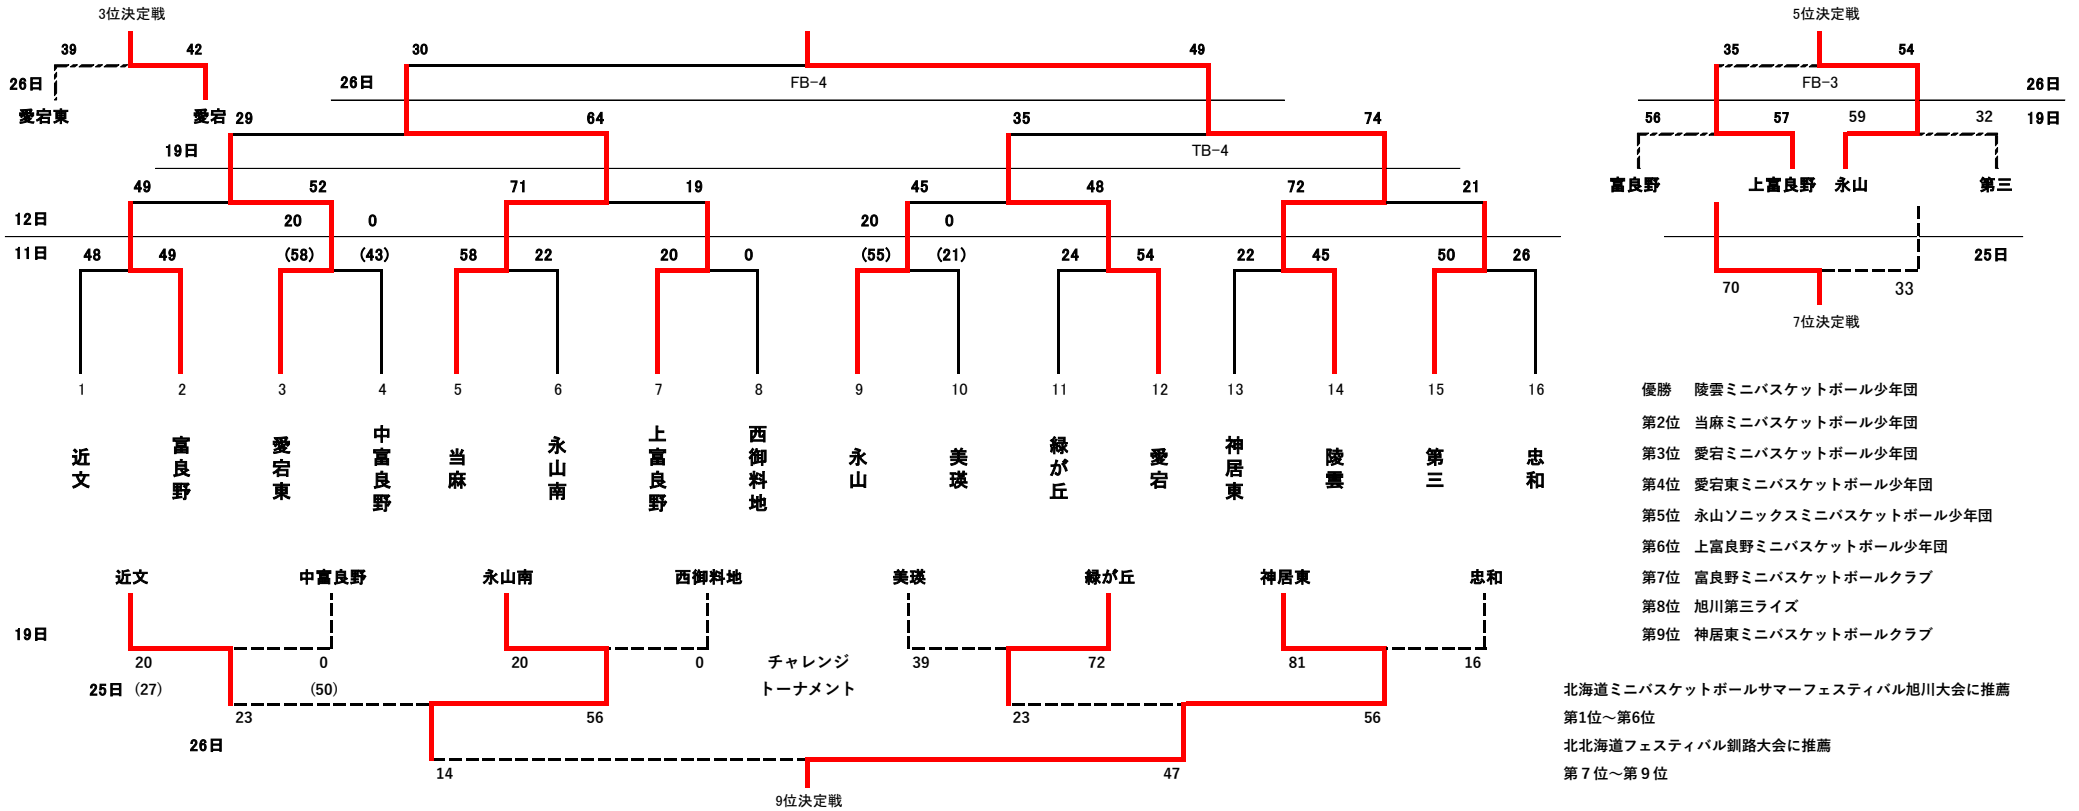 3位決定戦 5位決定戦
39 42 30 49 35 54
26日 26日 FB-4 FB-3 26日
愛宕東 愛宕 29 64 35 74 56 57 59 32 19日
19日 TB-4
49 52 71 19 45 48 72 21 富良野 上富良野 永山 第三
12日 20 0 20 0
11日 48 49 (58) (43) 58 22 20 0 (55) (21) 24 54 22 45 50 26 25日
70 33
7位決定戦
1 2 3 4 5 6 7 8 9 10 11 12 13 14 15 16
近文 富良野 愛宕東 中富良野 当麻 永山南 上富良野 西御料地 永山 美瑛 緑が丘 愛宕 神居東 陵雲 第三 忠和
優勝 陵雲ミニバスケットボール少年団
第2位 当麻ミニバスケットボール少年団
第3位 愛宕ミニバスケットボール少年団
第4位 愛宕東ミニバスケットボール少年団
第5位 永山ソニックスミニバスケットボール少年団
第6位 上富良野ミニバスケットボール少年団
第7位 富良野ミニバスケットボールクラブ
第8位 旭川第三ライズ
第9位 神居東ミニバスケットボールクラブ
近文 中富良野 永山南 西御料地 美瑛 緑が丘 神居東 忠和
19日
20 0 20 0 チャレンジ 39 72 81 16
25日 (27) (50) トーナメント
23 56 23 56
26日
14 47
9位決定戦
北海道ミニバスケットボールサマーフェスティバル旭川大会に推薦
第1位～第6位
北北海道フェスティバル釧路大会に推薦
第７位～第９位